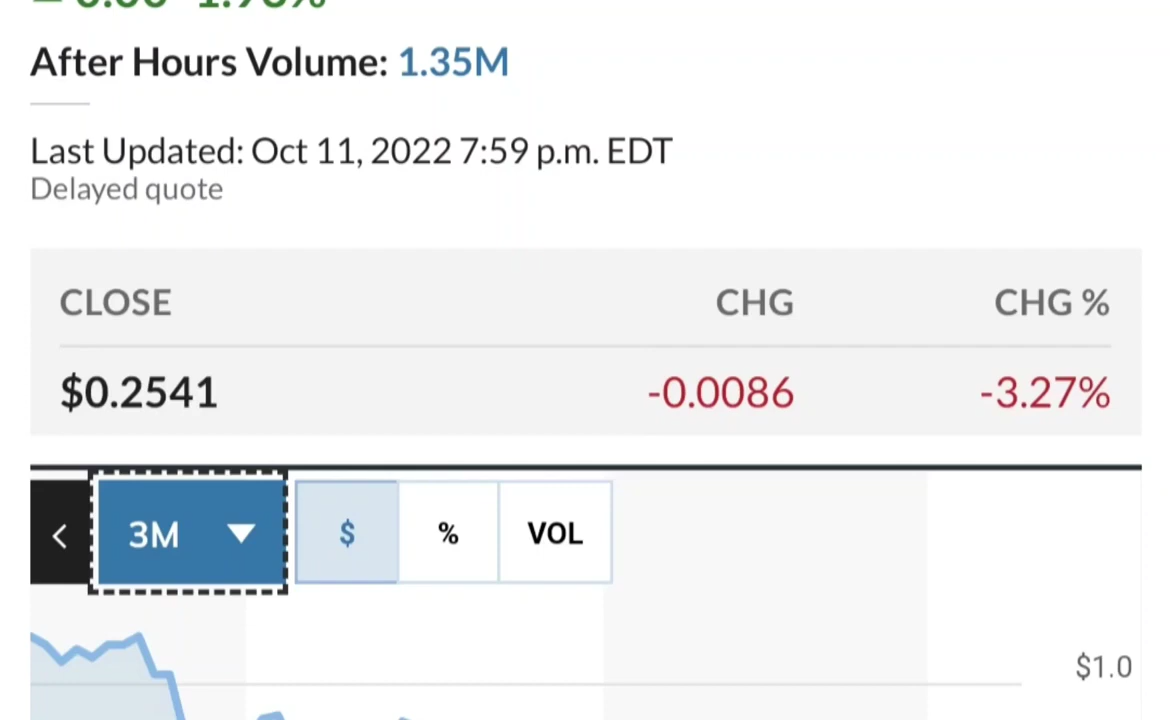 After Hours Volume: 1.35M
Last Updated: Oct 11, 2022 7:59 p.m. EDT
Delayed quote
CLOSE CHG CHG %
$0.2541 -0.0086 -3.27%
< 3M ▼ $ % VOL
$1.0